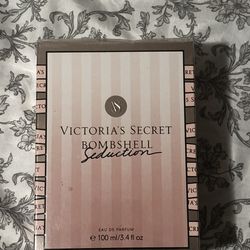 VS
VICTORIA'S SECRET
BOMBSHELL
Seduction
EAU DE PARFUM
℮ 100 ml/3.4 fl oz